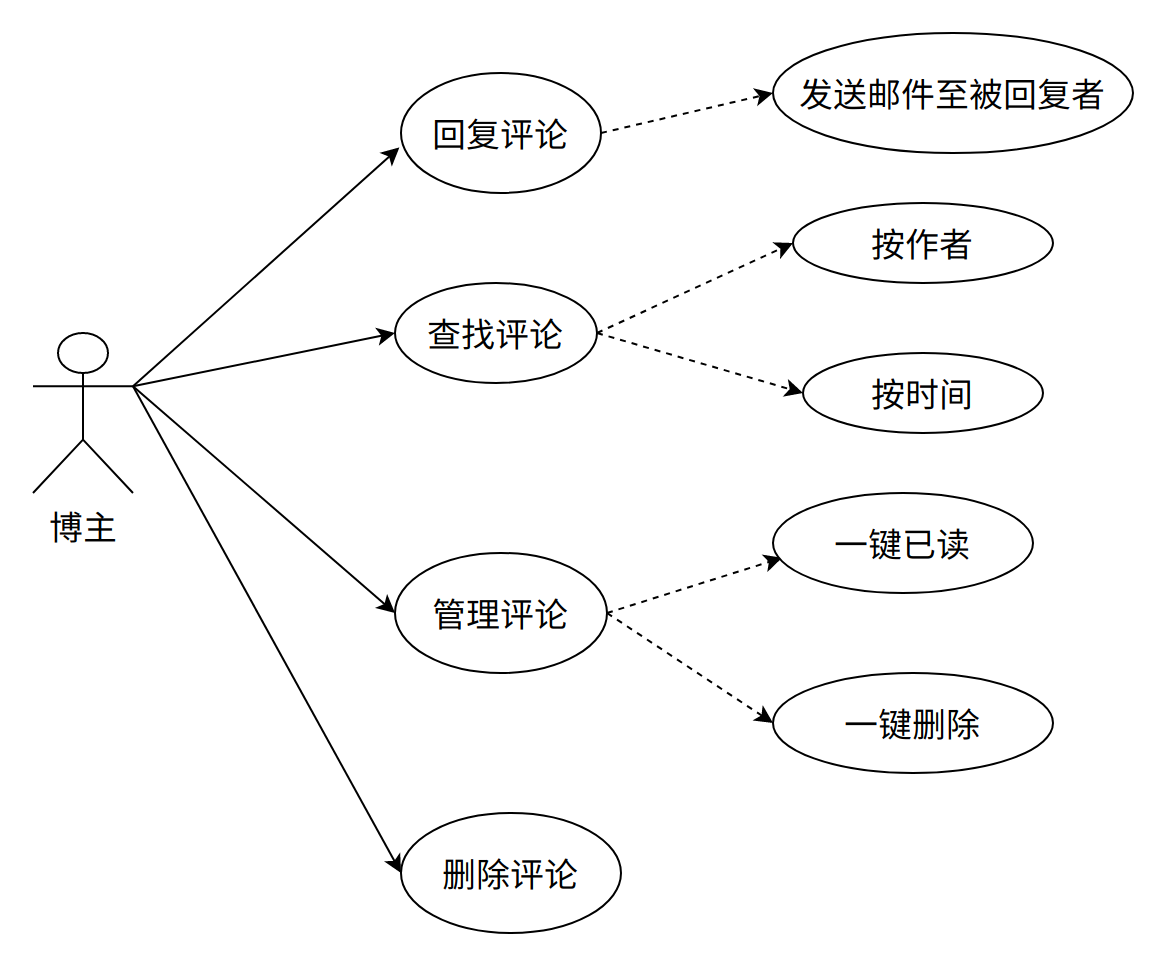 发送邮件至被回复者
回复评论
按作者
查找评论
按时间
博主
一键已读
管理评论
一键删除
删除评论